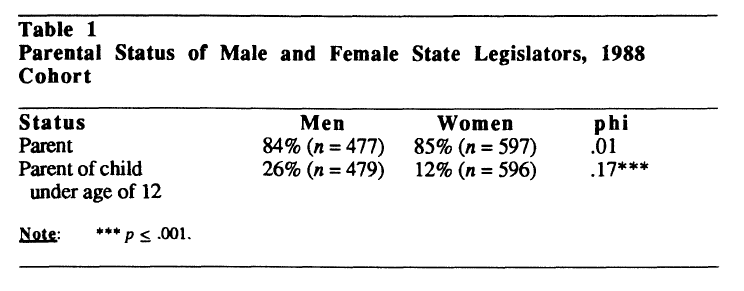 Table 1
Parental Status of Male and Female State Legislators, 1988
Cohort
Status Men Women phi
Parent 84% (n = 477) 85% (n = 597) .01
Parent of child 26% (n = 479) 12% (n = 596) .17***
under age of 12
Note: *** p ≤ .001.